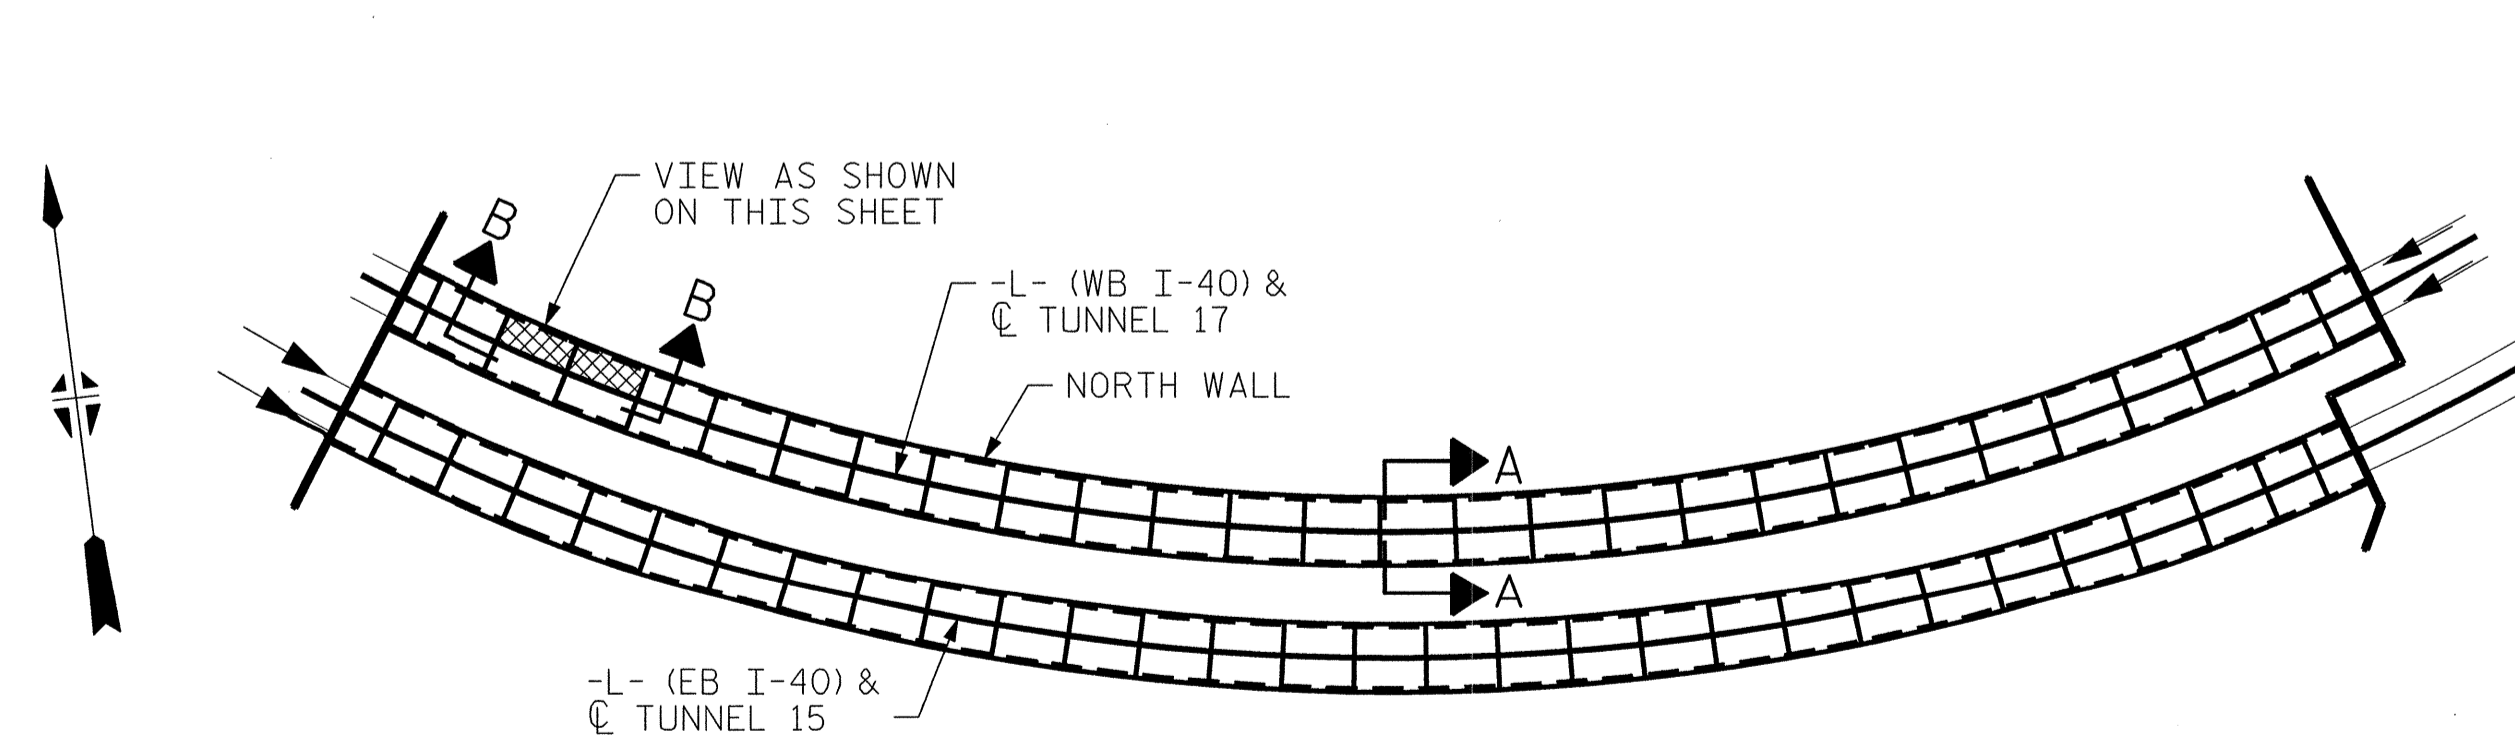 VIEW AS SHOWN
ON THIS SHEET
B
B
-L- (WB I-40) &
℄ TUNNEL 17
NORTH WALL
A
A
-L- (EB I-40) &
℄ TUNNEL 15